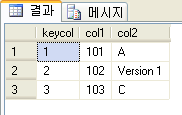 결과 메시지
keycol col1 col2
1 1 101 A
2 2 102 Version 1
3 3 103 C